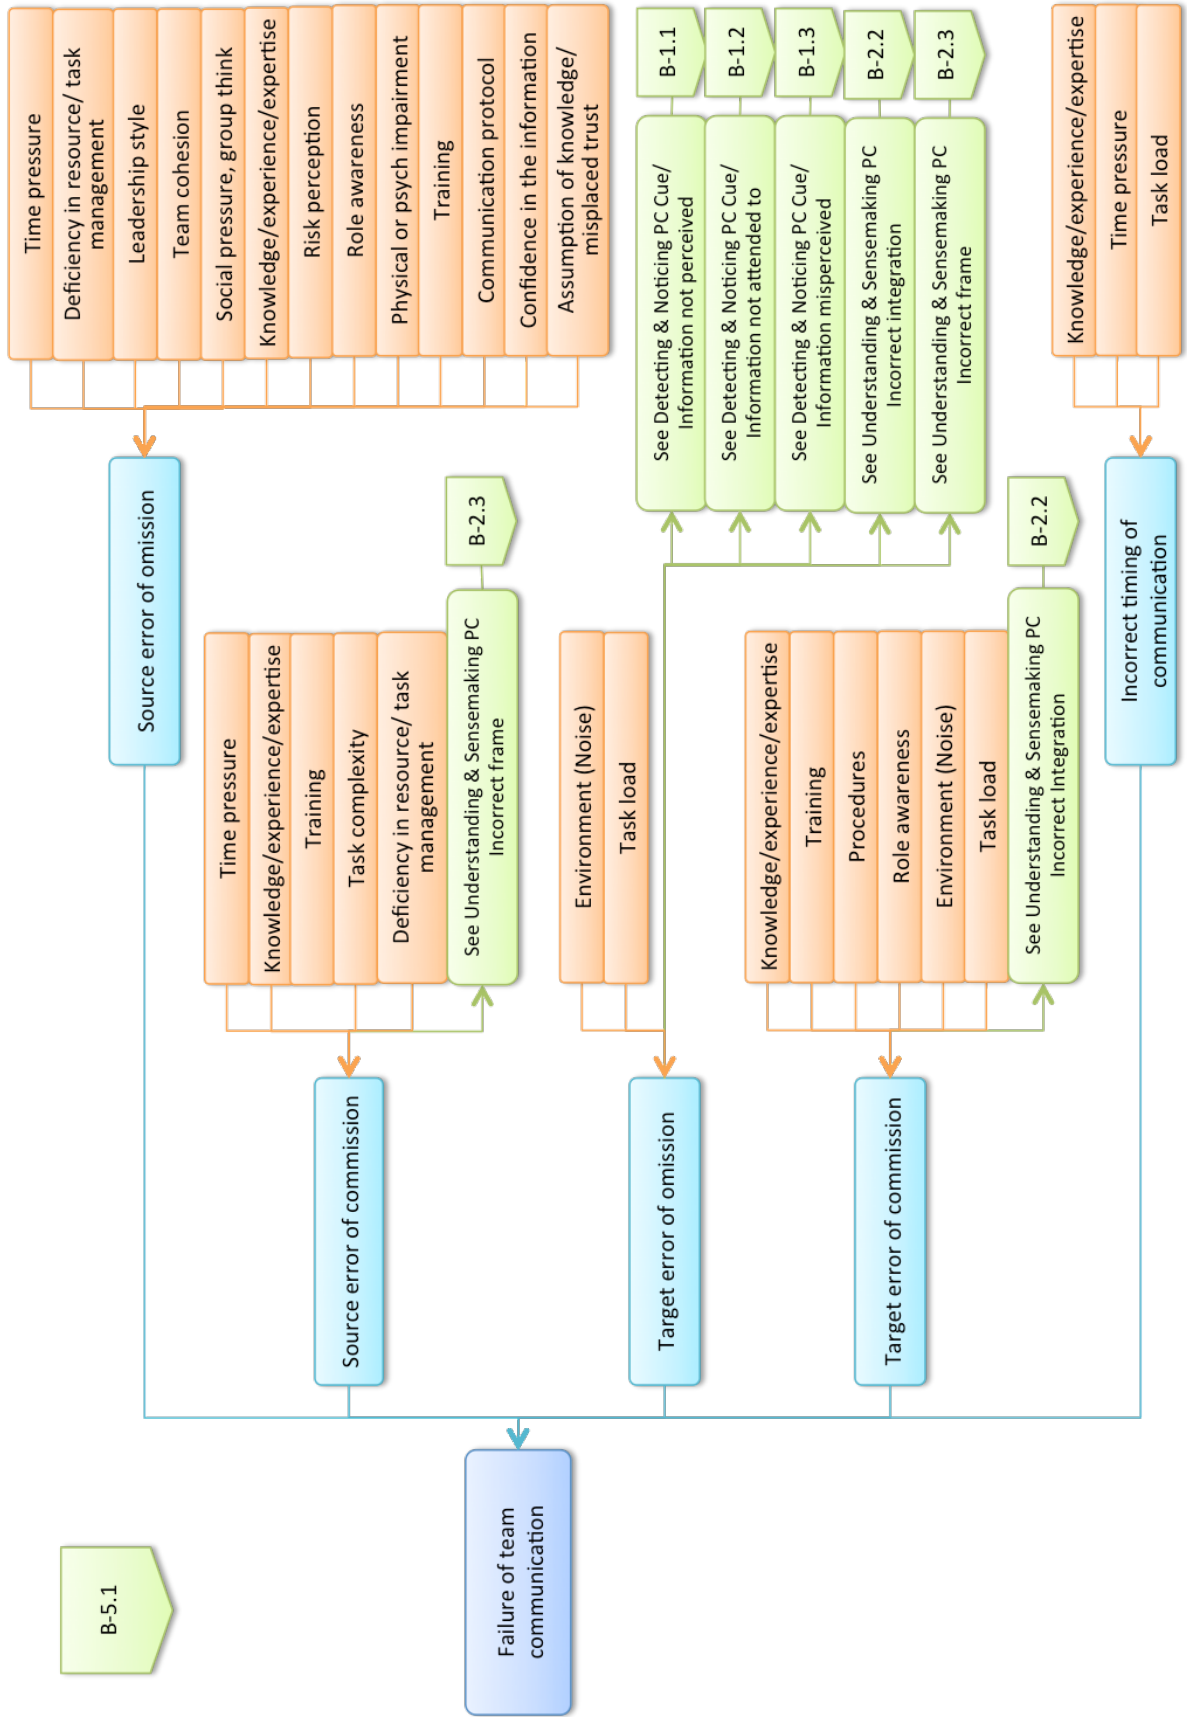 B-5.1
Failure of team
communication
Source error of omission
Time pressure
Deficiency in resource/ task
management
Leadership style
Team cohesion
Social pressure, group think
Knowledge/experience/expertise
Risk perception
Role awareness
Physical or psych impairment
Training
Communication protocol
Confidence in the information
Assumption of knowledge/
misplaced trust
Source error of commission
Time pressure
Knowledge/experience/expertise
Training
Task complexity
Deficiency in resource/ task
management
See Understanding & Sensemaking PC
Incorrect frame
B-2.3
Target error of omission
Environment (Noise)
Task load
See Detecting & Noticing PC Cue/
Information not perceived
B-1.1
See Detecting & Noticing PC Cue/
Information not attended to
B-1.2
See Detecting & Noticing PC Cue/
Information misperceived
B-1.3
See Understanding & Sensemaking PC
Incorrect integration
B-2.2
See Understanding & Sensemaking PC
Incorrect frame
B-2.3
Target error of commission
Knowledge/experience/expertise
Training
Procedures
Role awareness
Environment (Noise)
Task load
See Understanding & Sensemaking PC
Incorrect Integration
B-2.2
Incorrect timing of
communication
Knowledge/experience/expertise
Time pressure
Task load